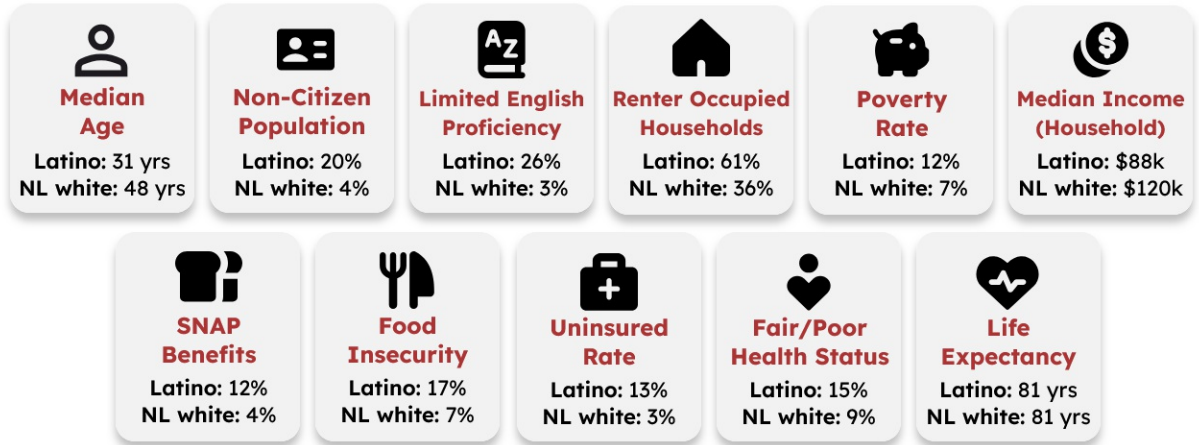 Median
Age
Latino: 31 yrs
NL white: 48 yrs
Non-Citizen
Population
Latino: 20%
NL white: 4%
A Z
Limited English
Proficiency
Latino: 26%
NL white: 3%
Renter Occupied
Households
Latino: 61%
NL white: 36%
Poverty
Rate
Latino: 12%
NL white: 7%
$
Median Income
(Household)
Latino: $88k
NL white: $120k
SNAP
Benefits
Latino: 12%
NL white: 4%
Food
Insecurity
Latino: 17%
NL white: 7%
Uninsured
Rate
Latino: 13%
NL white: 3%
Fair/Poor
Health Status
Latino: 15%
NL white: 9%
Life
Expectancy
Latino: 81 yrs
NL white: 81 yrs